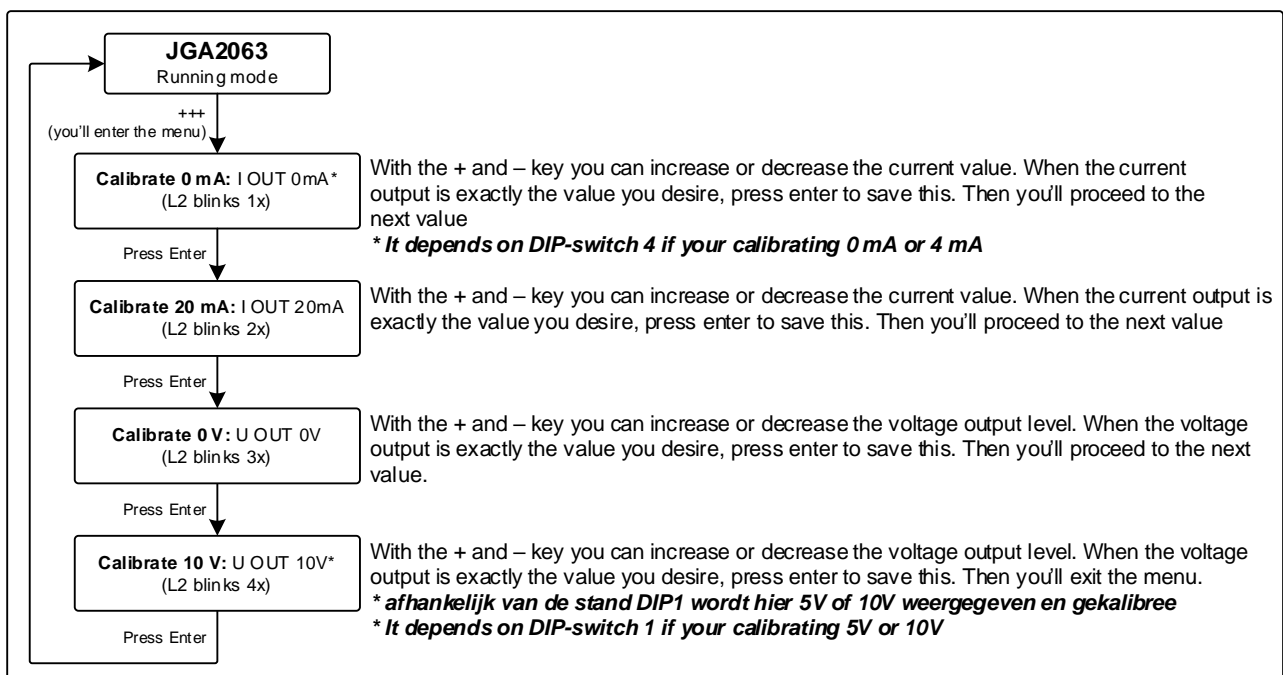 JGA2063
Running mode
+++
(you'll enter the menu)
Calibrate 0 mA: I OUT 0mA*
(L2 blinks 1x)
With the + and – key you can increase or decrease the current value. When the current
output is exactly the value you desire, press enter to save this. Then you'll proceed to the
next value
* It depends on DIP-switch 4 if your calibrating 0 mA or 4 mA
Press Enter
Calibrate 20 mA: I OUT 20mA
(L2 blinks 2x)
With the + and – key you can increase or decrease the current value. When the current output is
exactly the value you desire, press enter to save this. Then you'll proceed to the next value
Press Enter
Calibrate 0 V: U OUT 0V
(L2 blinks 3x)
With the + and – key you can increase or decrease the voltage output level. When the voltage
output is exactly the value you desire, press enter to save this. Then you'll proceed to the next
value.
Press Enter
Calibrate 10 V: U OUT 10V*
(L2 blinks 4x)
With the + and – key you can increase or decrease the voltage output level. When the voltage
output is exactly the value you desire, press enter to save this. Then you'll exit the menu.
* afhankelijk van de stand DIP1 wordt hier 5V of 10V weergegeven en gekalibree
* It depends on DIP-switch 1 if your calibrating 5V or 10V
Press Enter